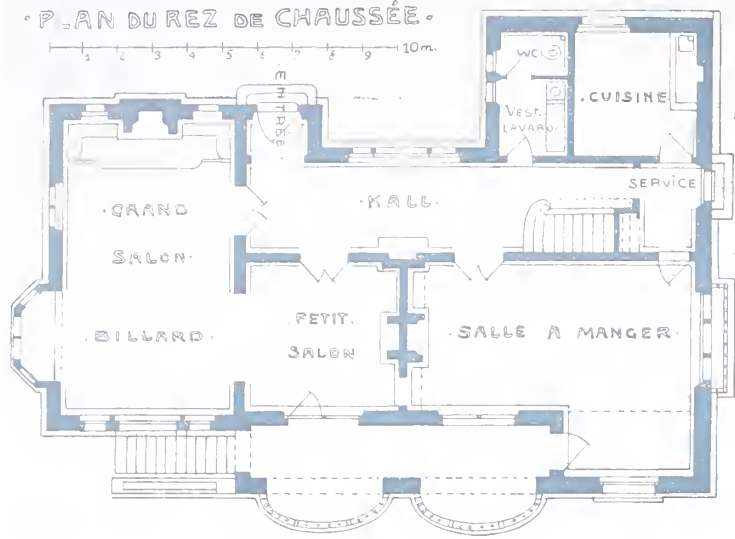 · PLAN DU REZ DE CHAUSSÉE ·
1 2 3 4 5 6 7 8 9 10 m.
ENTRÉE
WC
VEST.
LAVABO.
· CUISINE
SERVICE
· GRAND
SALON ·
· BILLARD ·
· HALL ·
PETIT
SALON
· SALLE A MANGER ·